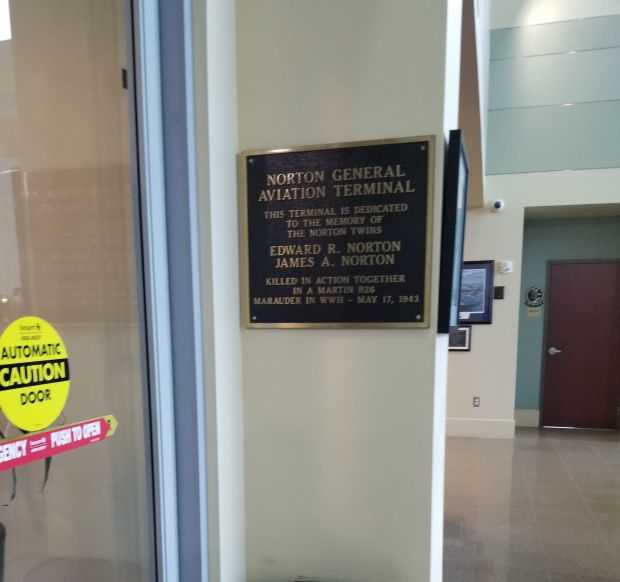 NORTON GENERAL
AVIATION TERMINAL
THIS TERMINAL IS DEDICATED
TO THE MEMORY OF
THE NORTON TWINS
EDWARD R. NORTON
JAMES A. NORTON
KILLED IN ACTION TOGETHER
IN A MARTIN B26
MARAUDER IN WWII - MAY 17, 1943
AUTOMATIC
CAUTION
DOOR
GENCY PUSH TO OPEN